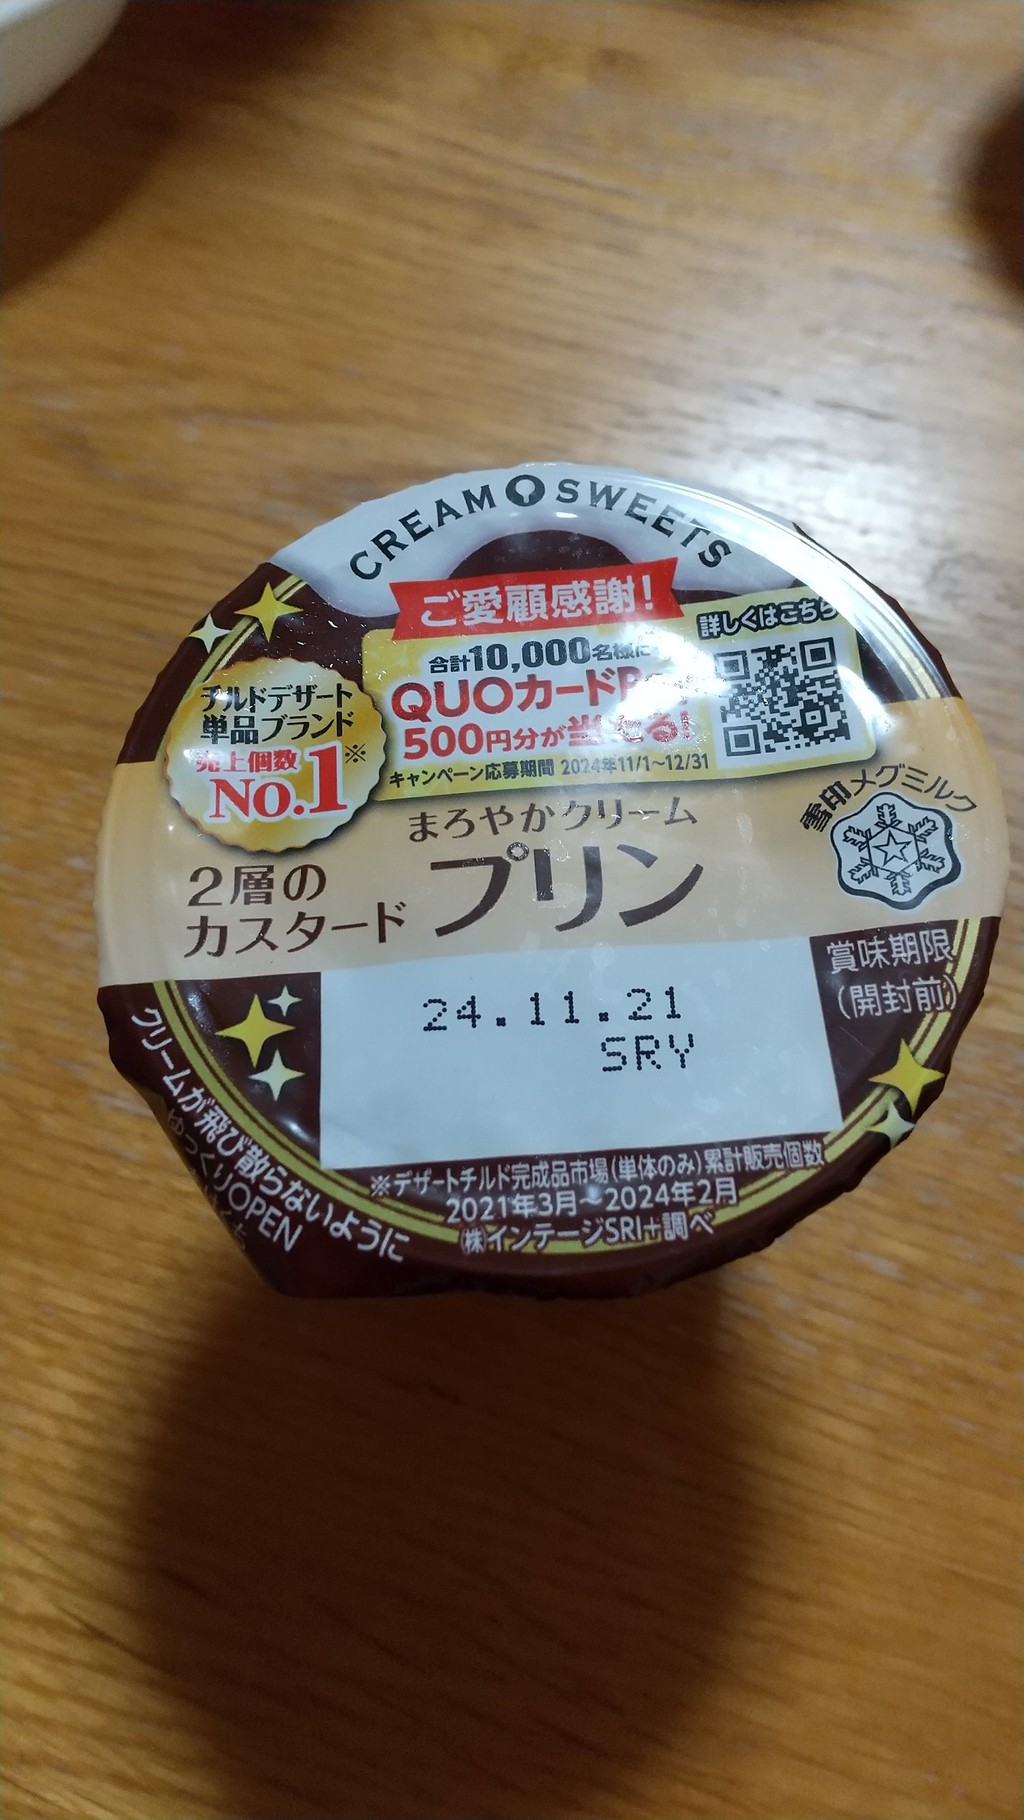 CREAM SWEETS
ご愛顧感謝!
合計10,000名様に
QUOカード
500円分が当たる!
キャンペーン応募期間 2024年11/1~12/31
詳しくはこちら
チルドデザート
単品ブランド
売上個数※
No.1
まろやかクリーム
2層の
カスタード
プリン
雪印メグミルク
賞味期限
(開封前)
24.11.21
SRY
※デザートチルド完成品市場(単体のみ)累計販売個数
2021年3月~2024年2月
㈱インテージSRI+調べ
クリームが飛び散らないように
ゆっくりOPEN